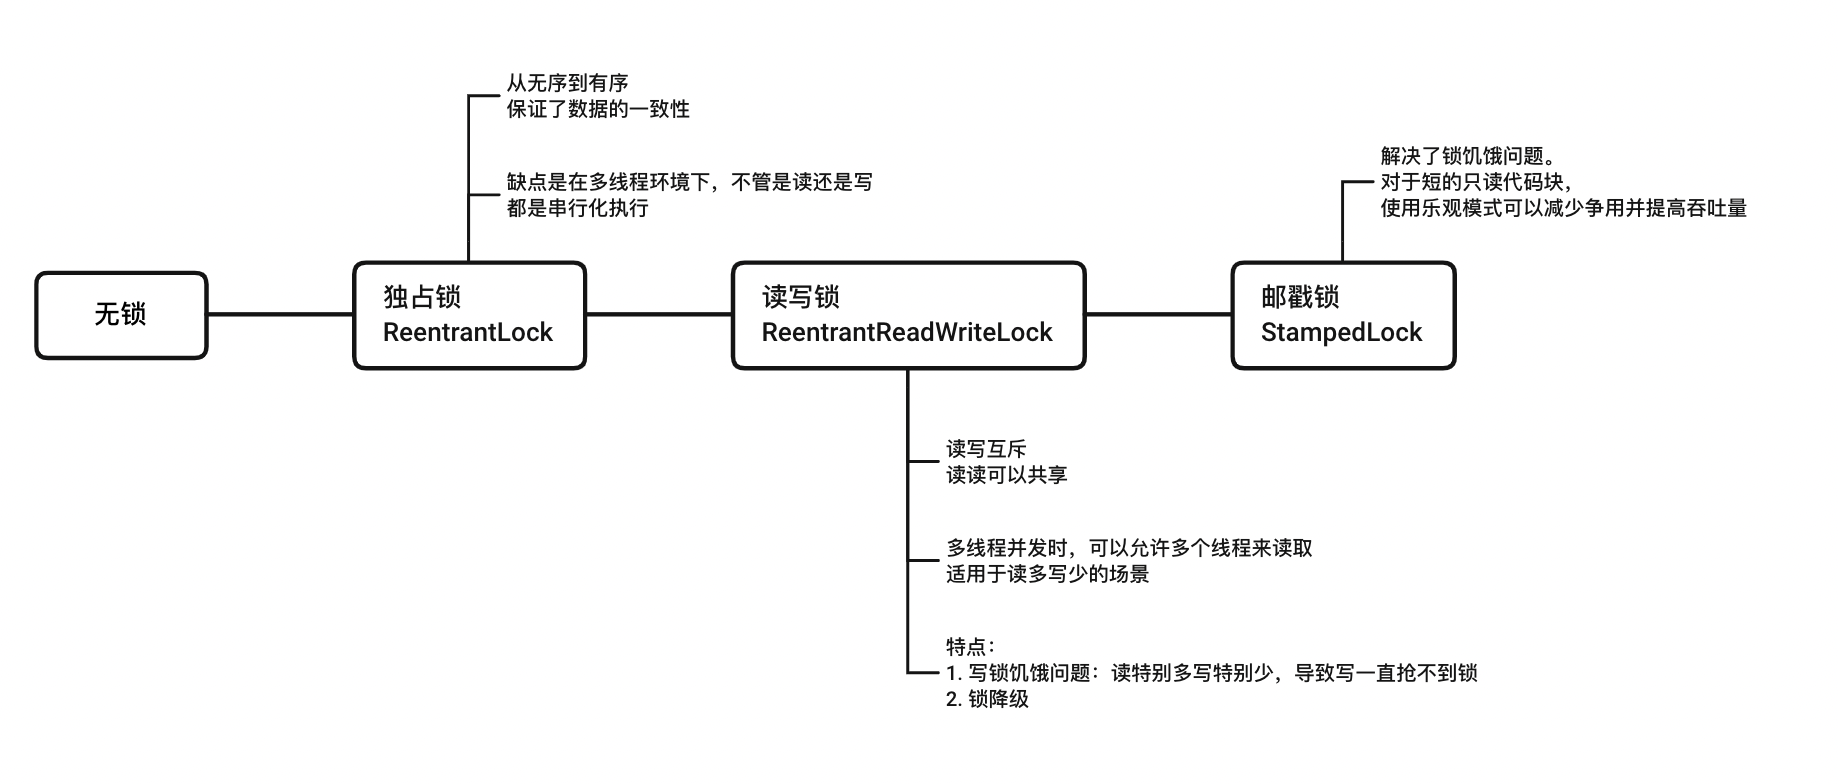 从无序到有序
保证了数据的一致性
缺点是在多线程环境下，不管是读还是写
都是串行化执行
解决了锁饥饿问题。
对于短的只读代码块，
使用乐观模式可以减少争用并提高吞吐量
无锁
独占锁
ReentrantLock
读写锁
ReentrantReadWriteLock
邮戳锁
StampedLock
读写互斥
读读可以共享
多线程并发时，可以允许多个线程来读取
适用于读多写少的场景
特点：
1. 写锁饥饿问题：读特别多写特别少，导致写一直抢不到锁
2. 锁降级